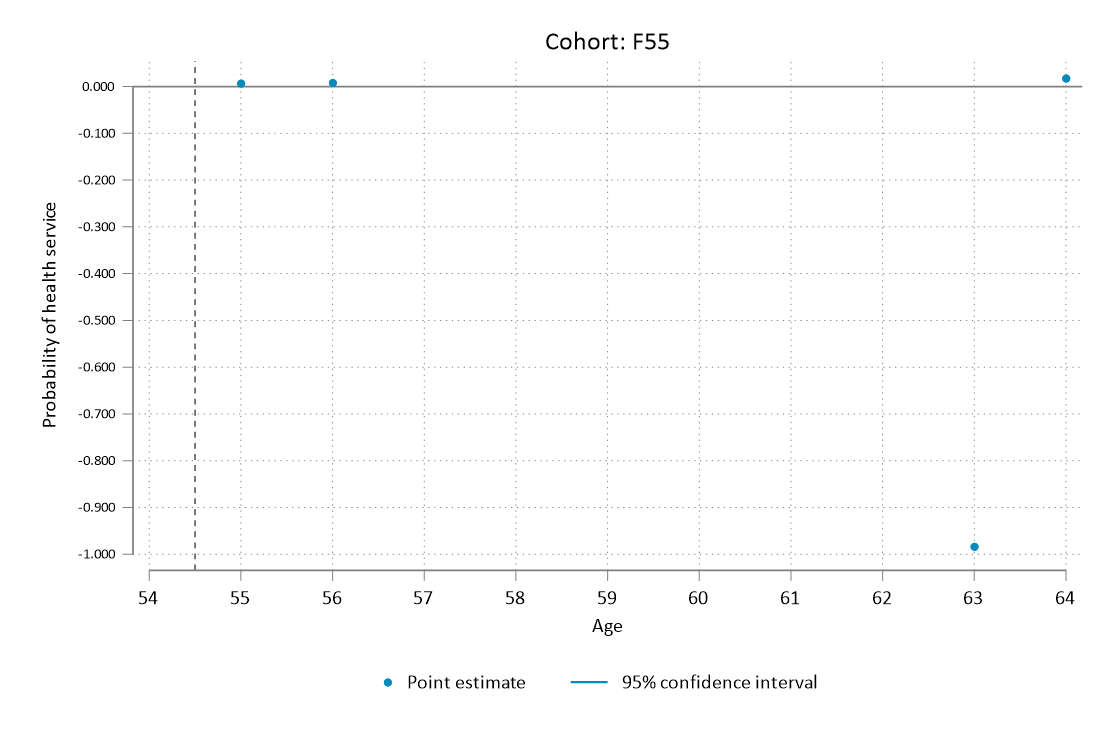 Cohort: F55
Probability of health service
0.000
-0.100
-0.200
-0.300
-0.400
-0.500
-0.600
-0.700
-0.800
-0.900
-1.000
54 55 56 57 58 59 60 61 62 63 64
Age
Point estimate 95% confidence interval